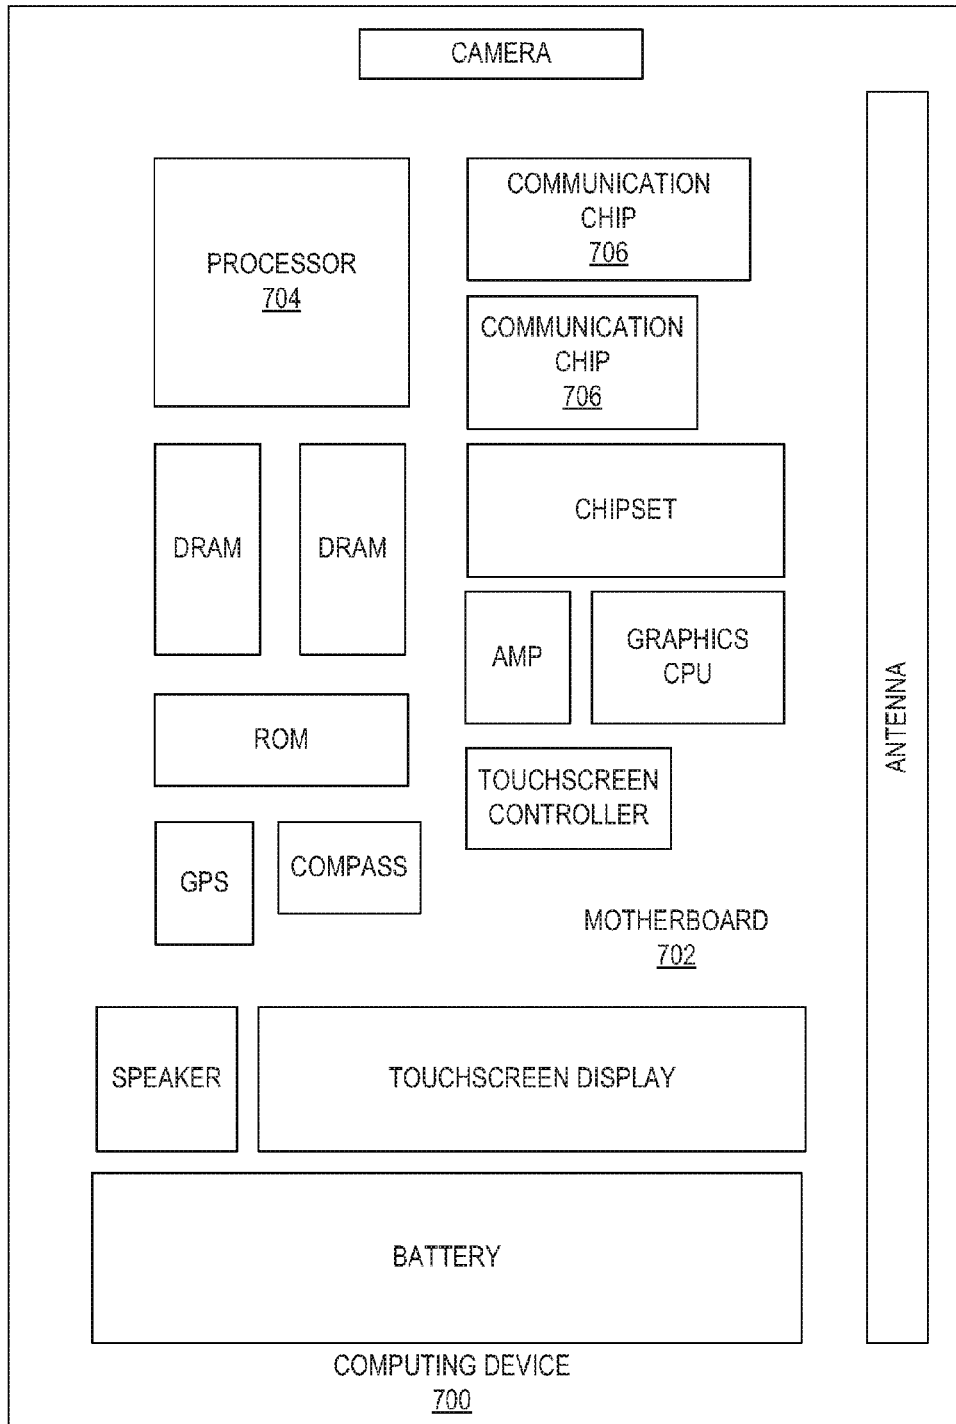 CAMERA
PROCESSOR
704
COMMUNICATION
CHIP
706
COMMUNICATION
CHIP
706
DRAM
DRAM
CHIPSET
AMP
GRAPHICS
CPU
ROM
TOUCHSCREEN
CONTROLLER
GPS
COMPASS
MOTHERBOARD
702
ANTENNA
SPEAKER
TOUCHSCREEN DISPLAY
BATTERY
COMPUTING DEVICE
700